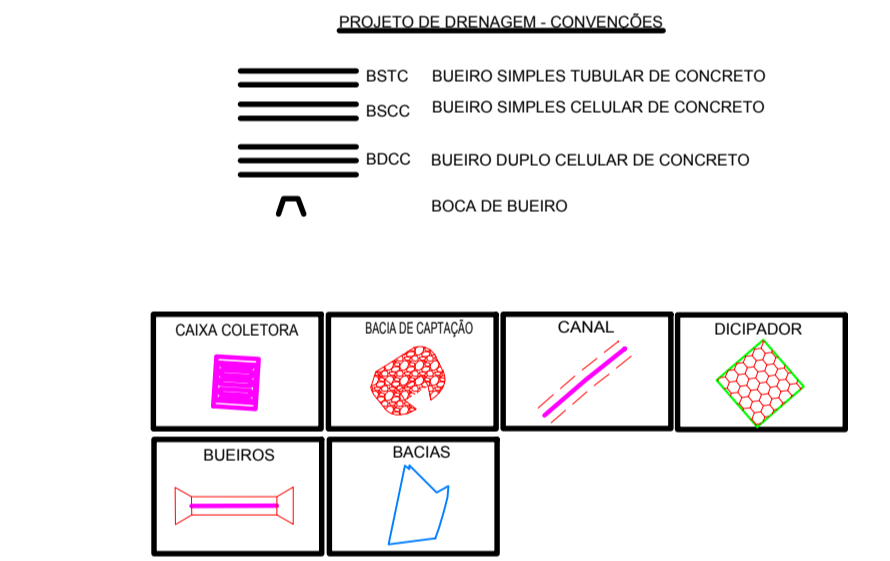 PROJETO DE DRENAGEM - CONVENÇÕES
BSTC BUEIRO SIMPLES TUBULAR DE CONCRETO
BSCC BUEIRO SIMPLES CELULAR DE CONCRETO
BDCC BUEIRO DUPLO CELULAR DE CONCRETO
BOCA DE BUEIRO
CAIXA COLETORA
BACIA DE CAPTAÇÃO
CANAL
DICIPADOR
BUEIROS
BACIAS